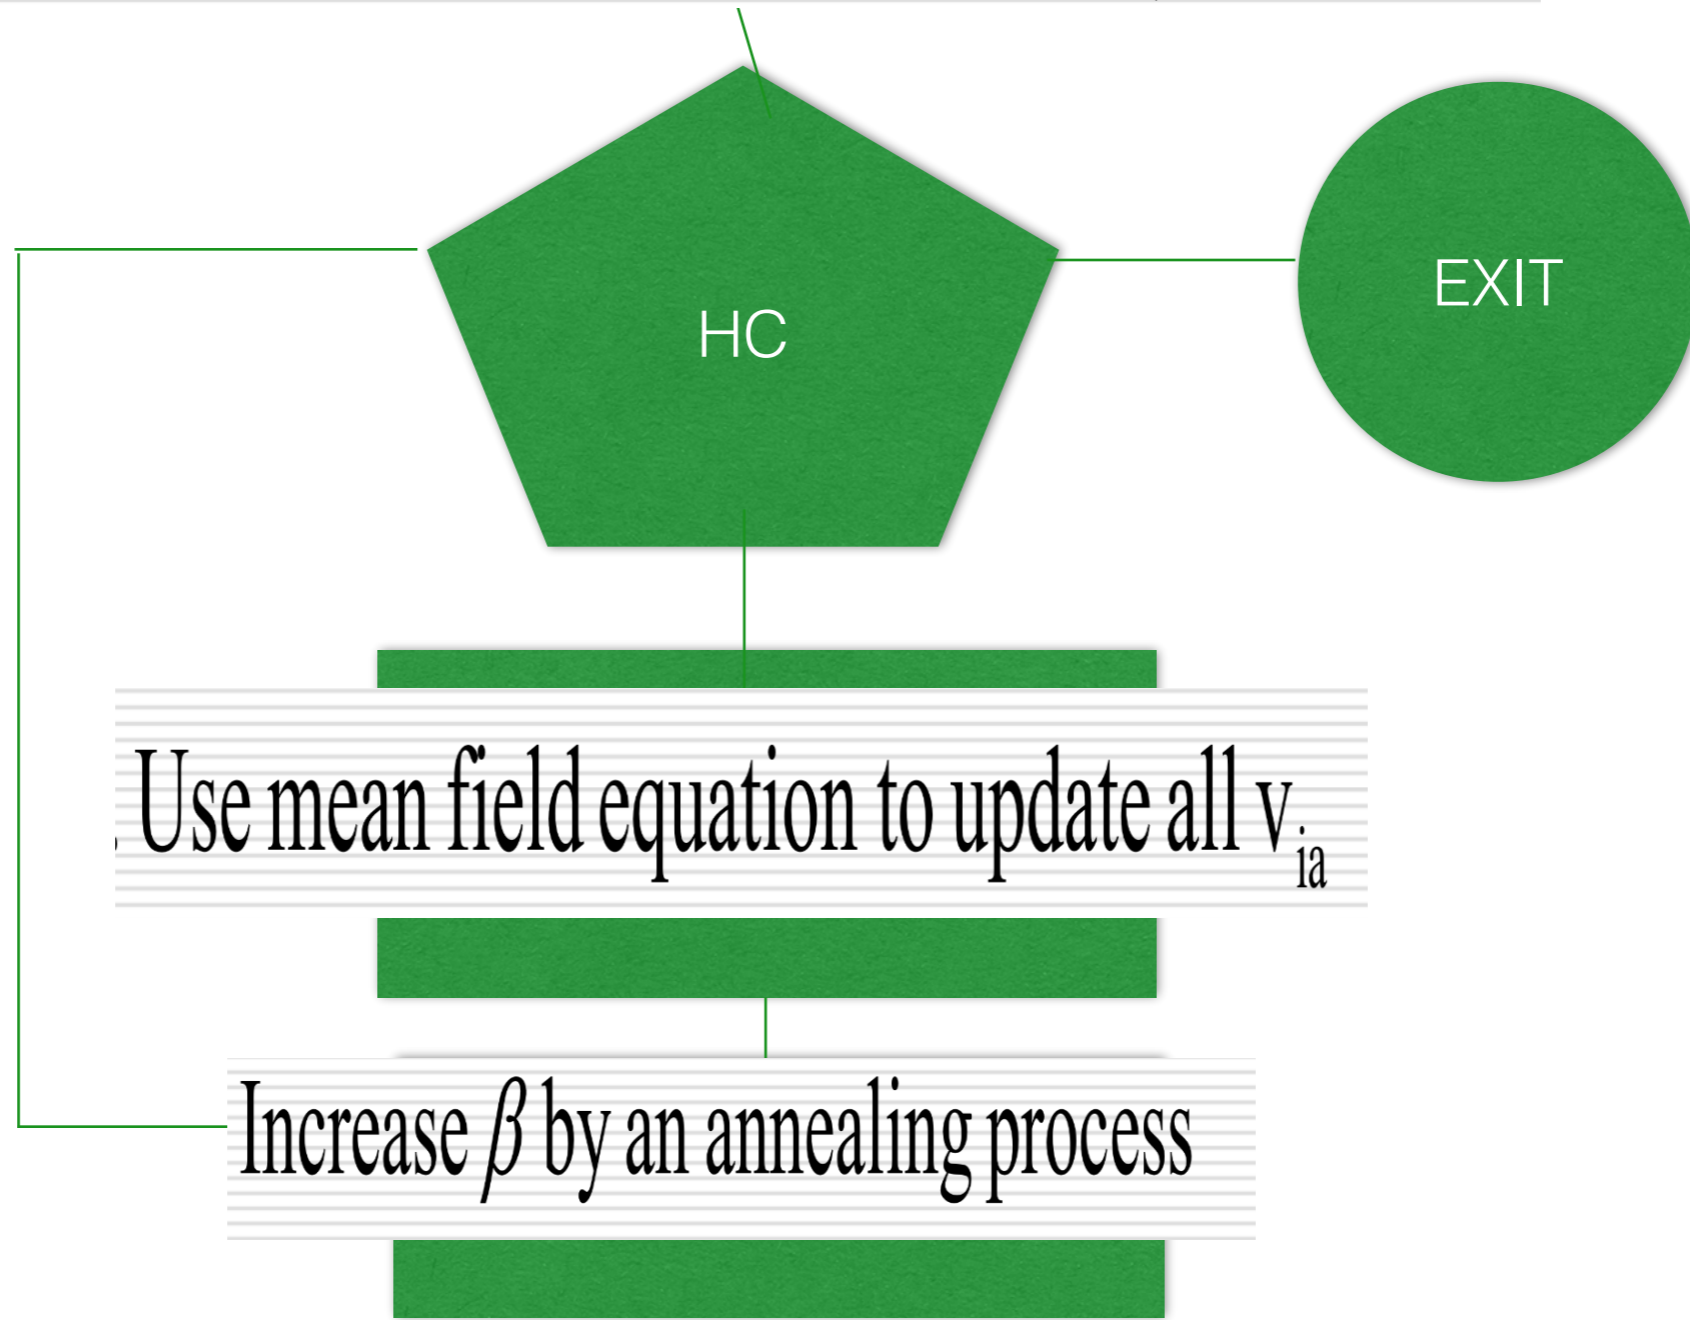 HC
EXIT
. Use mean field equation to update all v_ia
Increase β by an annealing process